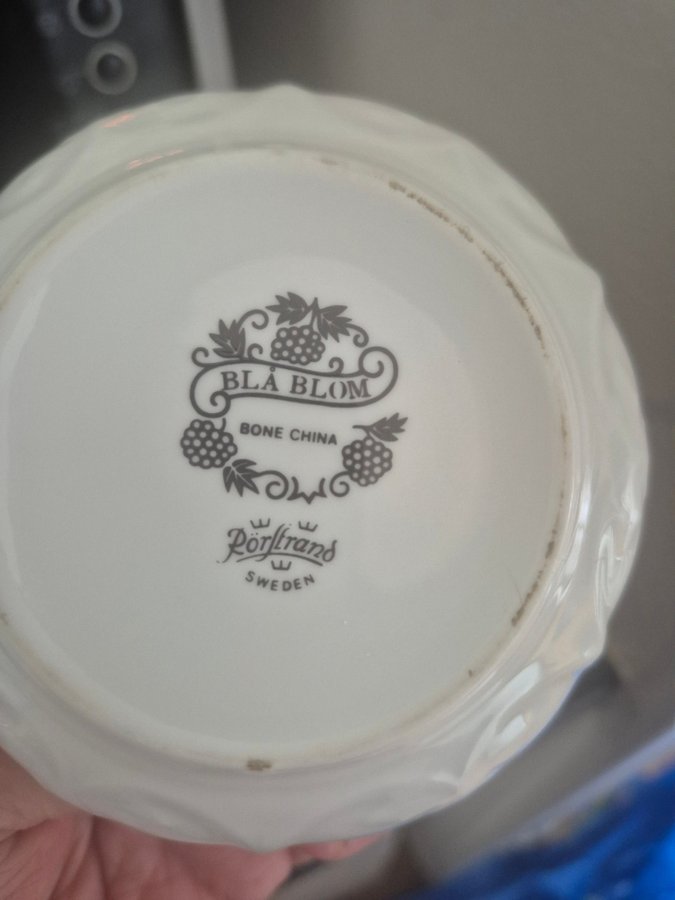 BLÅ BLOM
BONE CHINA
Rörstrand
SWEDEN